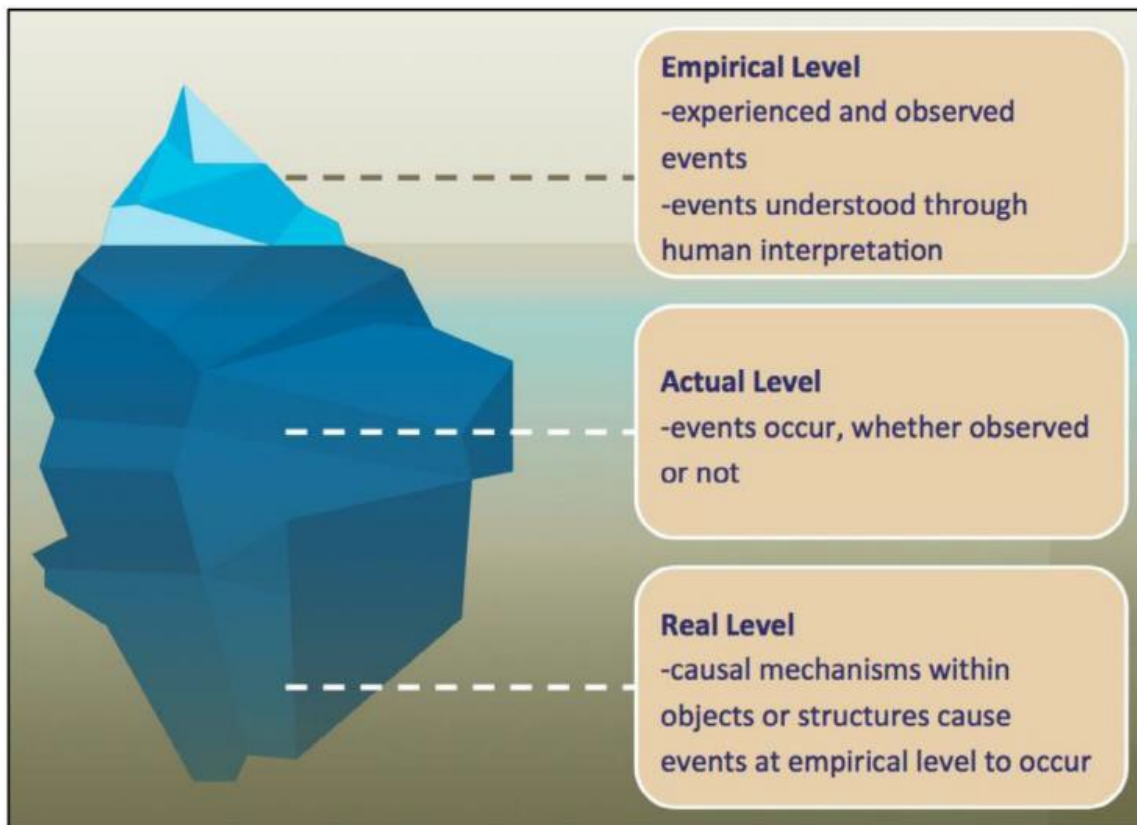 Empirical Level
-experienced and observed
events
-events understood through
human interpretation
Actual Level
-events occur, whether observed
or not
Real Level
-causal mechanisms within
objects or structures cause
events at empirical level to occur